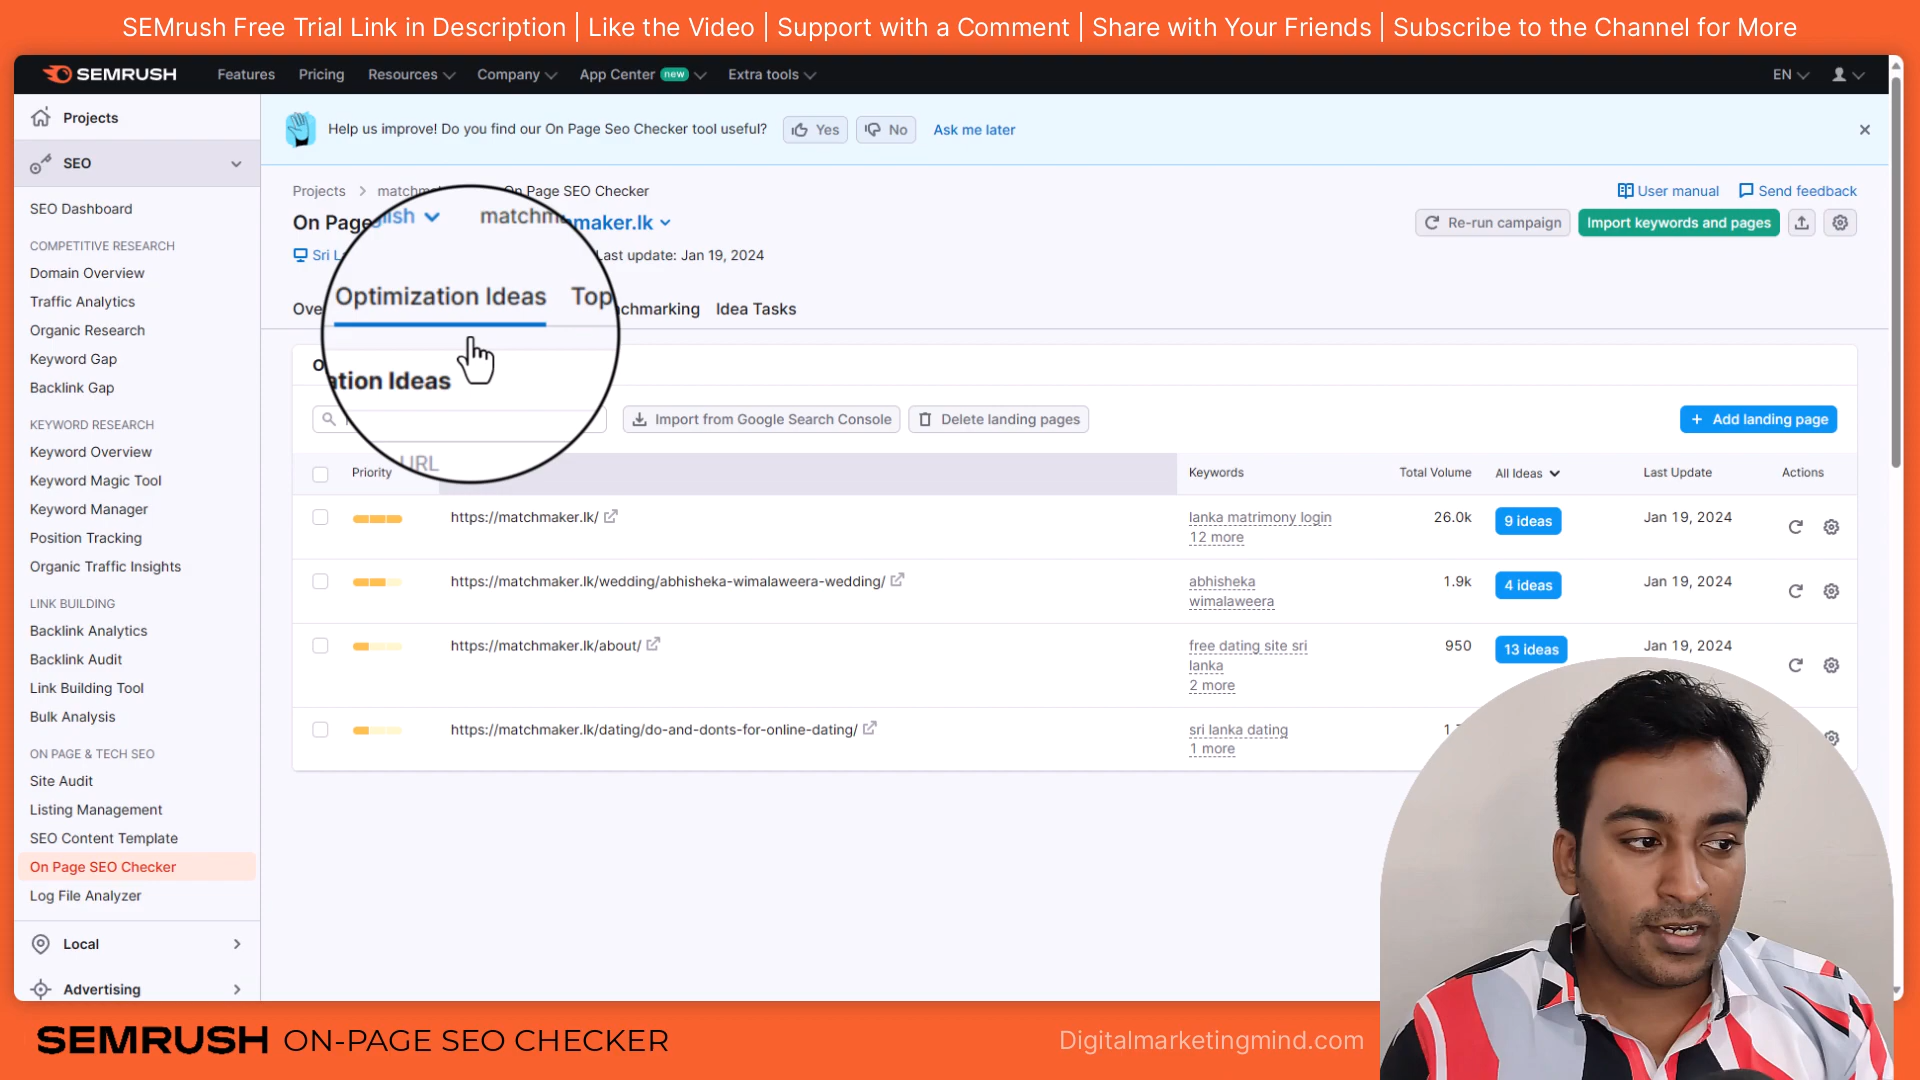 SEMrush Free Trial Link in Description | Like the Video | Support with a Comment | Share with Your Friends | Subscribe to the Channel for More
SEMRUSH
Features
Pricing
Resources
Company
App Center new
Extra tools
EN
Projects
SEO
SEO Dashboard
COMPETITIVE RESEARCH
Domain Overview
Traffic Analytics
Organic Research
Keyword Gap
Backlink Gap
KEYWORD RESEARCH
Keyword Overview
Keyword Magic Tool
Keyword Manager
Position Tracking
Organic Traffic Insights
LINK BUILDING
Backlink Analytics
Backlink Audit
Link Building Tool
Bulk Analysis
ON PAGE & TECH SEO
Site Audit
Listing Management
SEO Content Template
On Page SEO Checker
Log File Analyzer
Local
Advertising
Help us improve! Do you find our On Page Seo Checker tool useful?
Yes
No
Ask me later
Projects > matchm On Page SEO Checker
User manual
Send feedback
On Page maker.lk
glish matchm
Re-run campaign
Import keywords and pages
Sri L Last update: Jan 19, 2024
Ove Optimization Ideas Top chmarking Idea Tasks
ation Ideas
Import from Google Search Console
Delete landing pages
+ Add landing page
Priority URL Keywords Total Volume All Ideas Last Update Actions
https://matchmaker.lk/ lanka matrimony login 26.0k 9 ideas Jan 19, 2024
12 more
https://matchmaker.lk/wedding/abhisheka-wimalaweera-wedding/ abhisheka 1.9k 4 ideas Jan 19, 2024
wimalaweera
https://matchmaker.lk/about/ free dating site sri 950 13 ideas Jan 19, 2024
lanka
2 more
https://matchmaker.lk/dating/do-and-donts-for-online-dating/ sri lanka dating
1 more
SEMRUSH ON-PAGE SEO CHECKER
Digitalmarketingmind.com